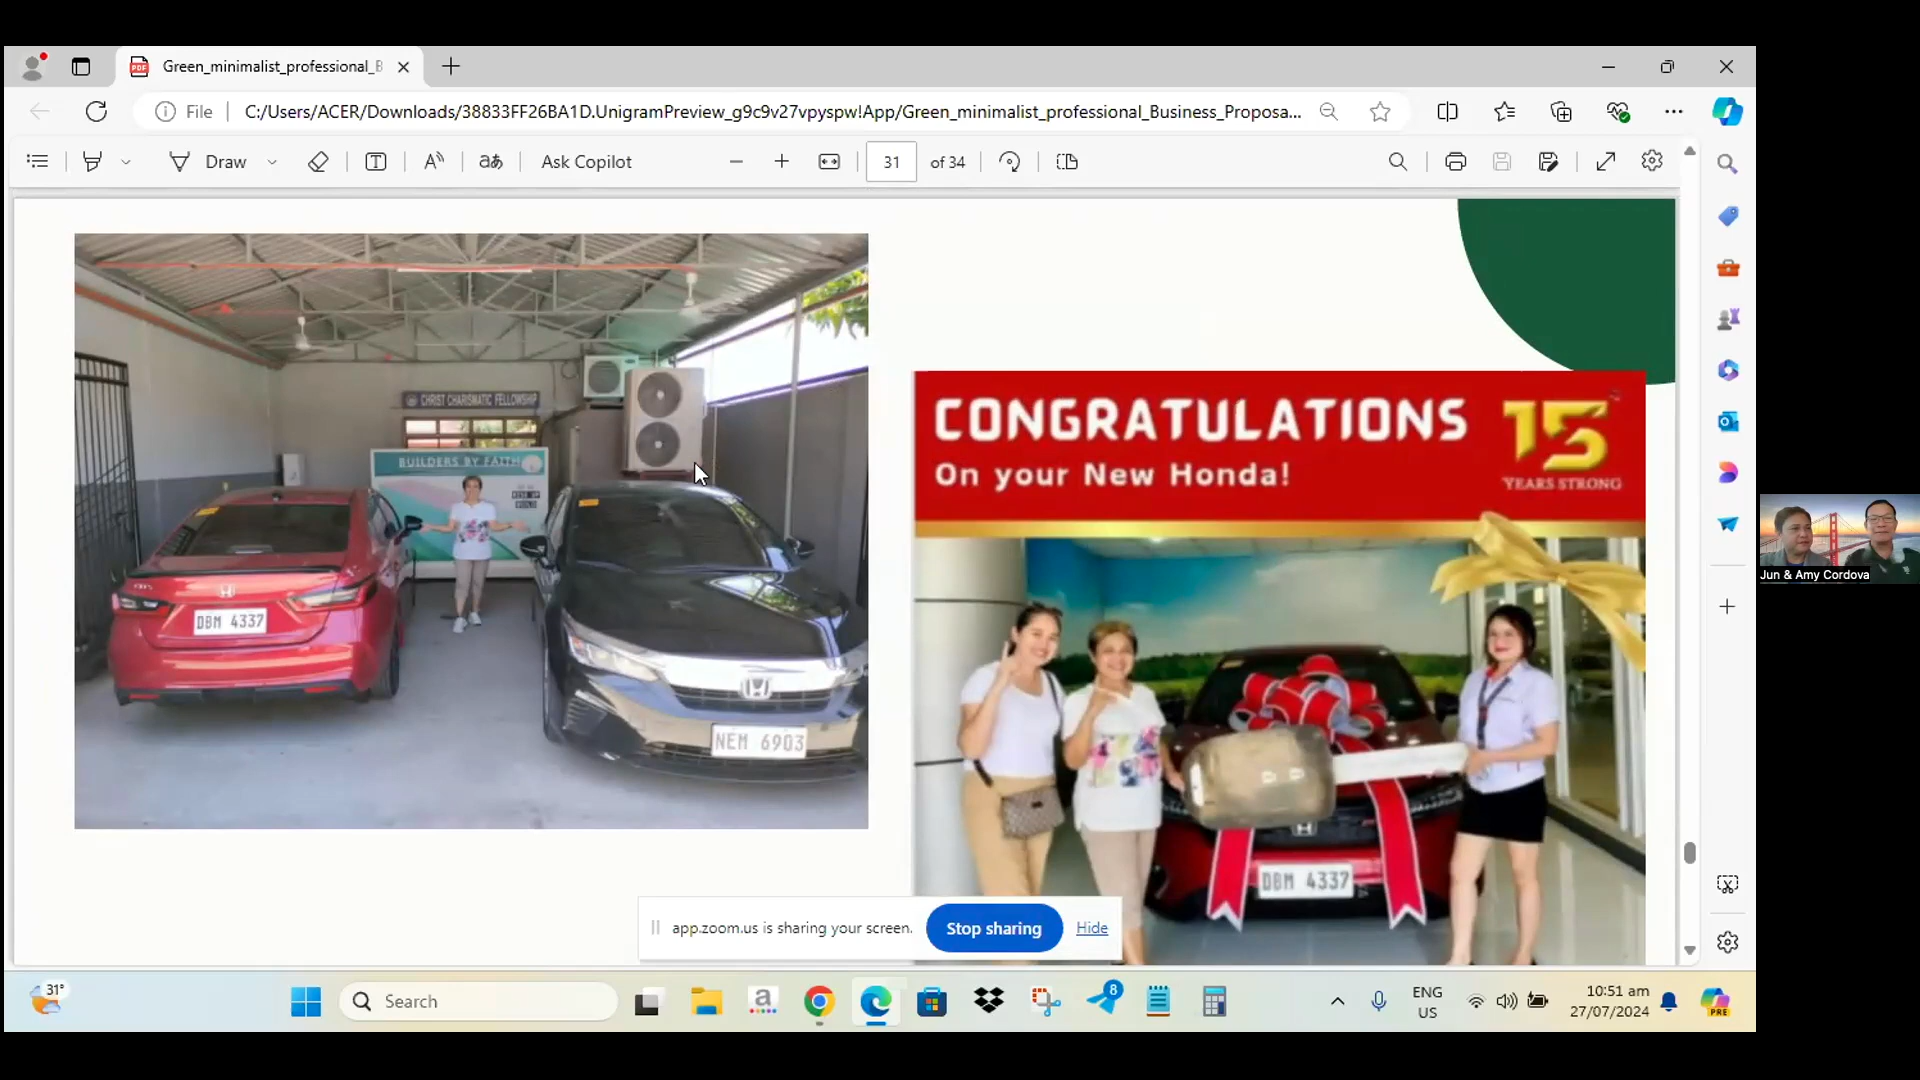 Green_minimalist_professional_B
File
C:/Users/ACER/Downloads/38833FF26BA1D.UnigramPreview_g9c9v27vpyspw!App/Green_minimalist_professional_Business_Proposa...
Draw
Ask Copilot
31 of 34
CHRIST CHARISMATIC FELLOWSHIP
BUILDERS BY FAITH
DBM 4337
NEM 6903
CONGRATULATIONS
On your New Honda!
15
YEARS STRONG
DBM 4337
Jun & Amy Cordova
app.zoom.us is sharing your screen.
Stop sharing
Hide
31°
Search
8
ENG
US
10:51 am
27/07/2024
PRE